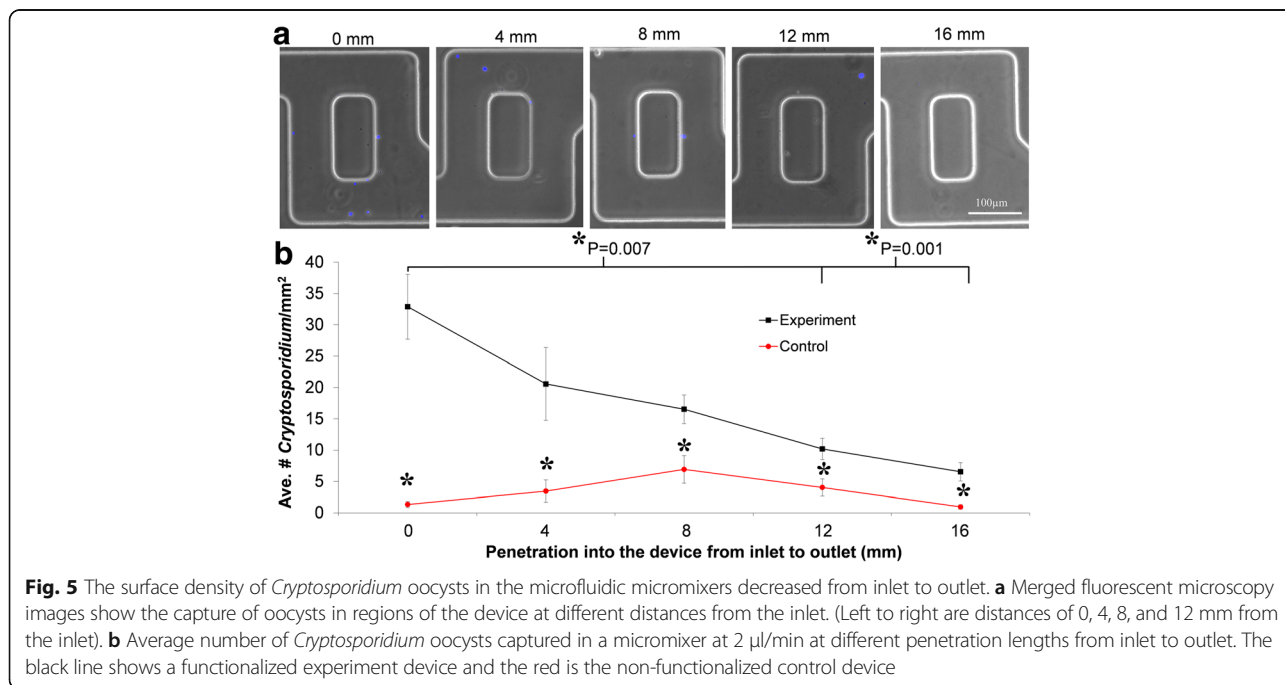 a
0 mm 4 mm 8 mm 12 mm 16 mm
100µm
b
*P=0.007 *P=0.001
40
35
30
25
20
15
10
5
0
Ave. # Cryptosporidium/mm²
Experiment
Control
* * * * *
0 4 8 12 16
Penetration into the device from inlet to outlet (mm)
Fig. 5 The surface density of Cryptosporidium oocysts in the microfluidic micromixers decreased from inlet to outlet. a Merged fluorescent microscopy
images show the capture of oocysts in regions of the device at different distances from the inlet. (Left to right are distances of 0, 4, 8, and 12 mm from
the inlet). b Average number of Cryptosporidium oocysts captured in a micromixer at 2 µl/min at different penetration lengths from inlet to outlet. The
black line shows a functionalized experiment device and the red is the non-functionalized control device